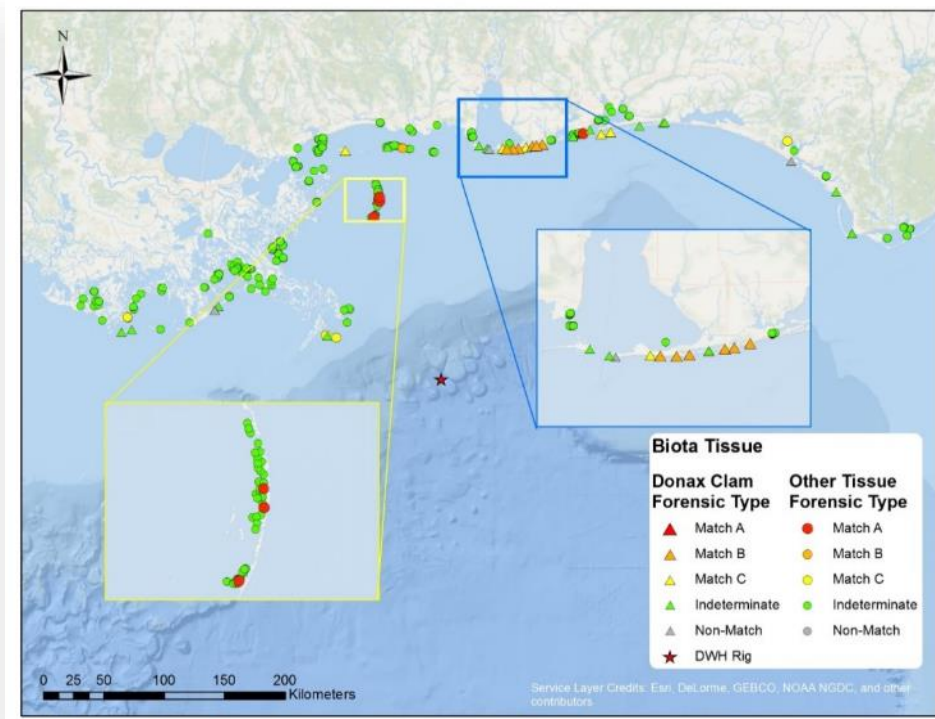 N
Biota Tissue
Donax Clam Other Tissue
Forensic Type Forensic Type
Match A Match A
Match B Match B
Match C Match C
Indeterminate Indeterminate
Non-Match Non-Match
DWH Rig
0 25 50 100 150 200
Kilometers
Service Layer Credits: Esri, DeLorme, GEBCO, NOAA NGDC, and other
contributors